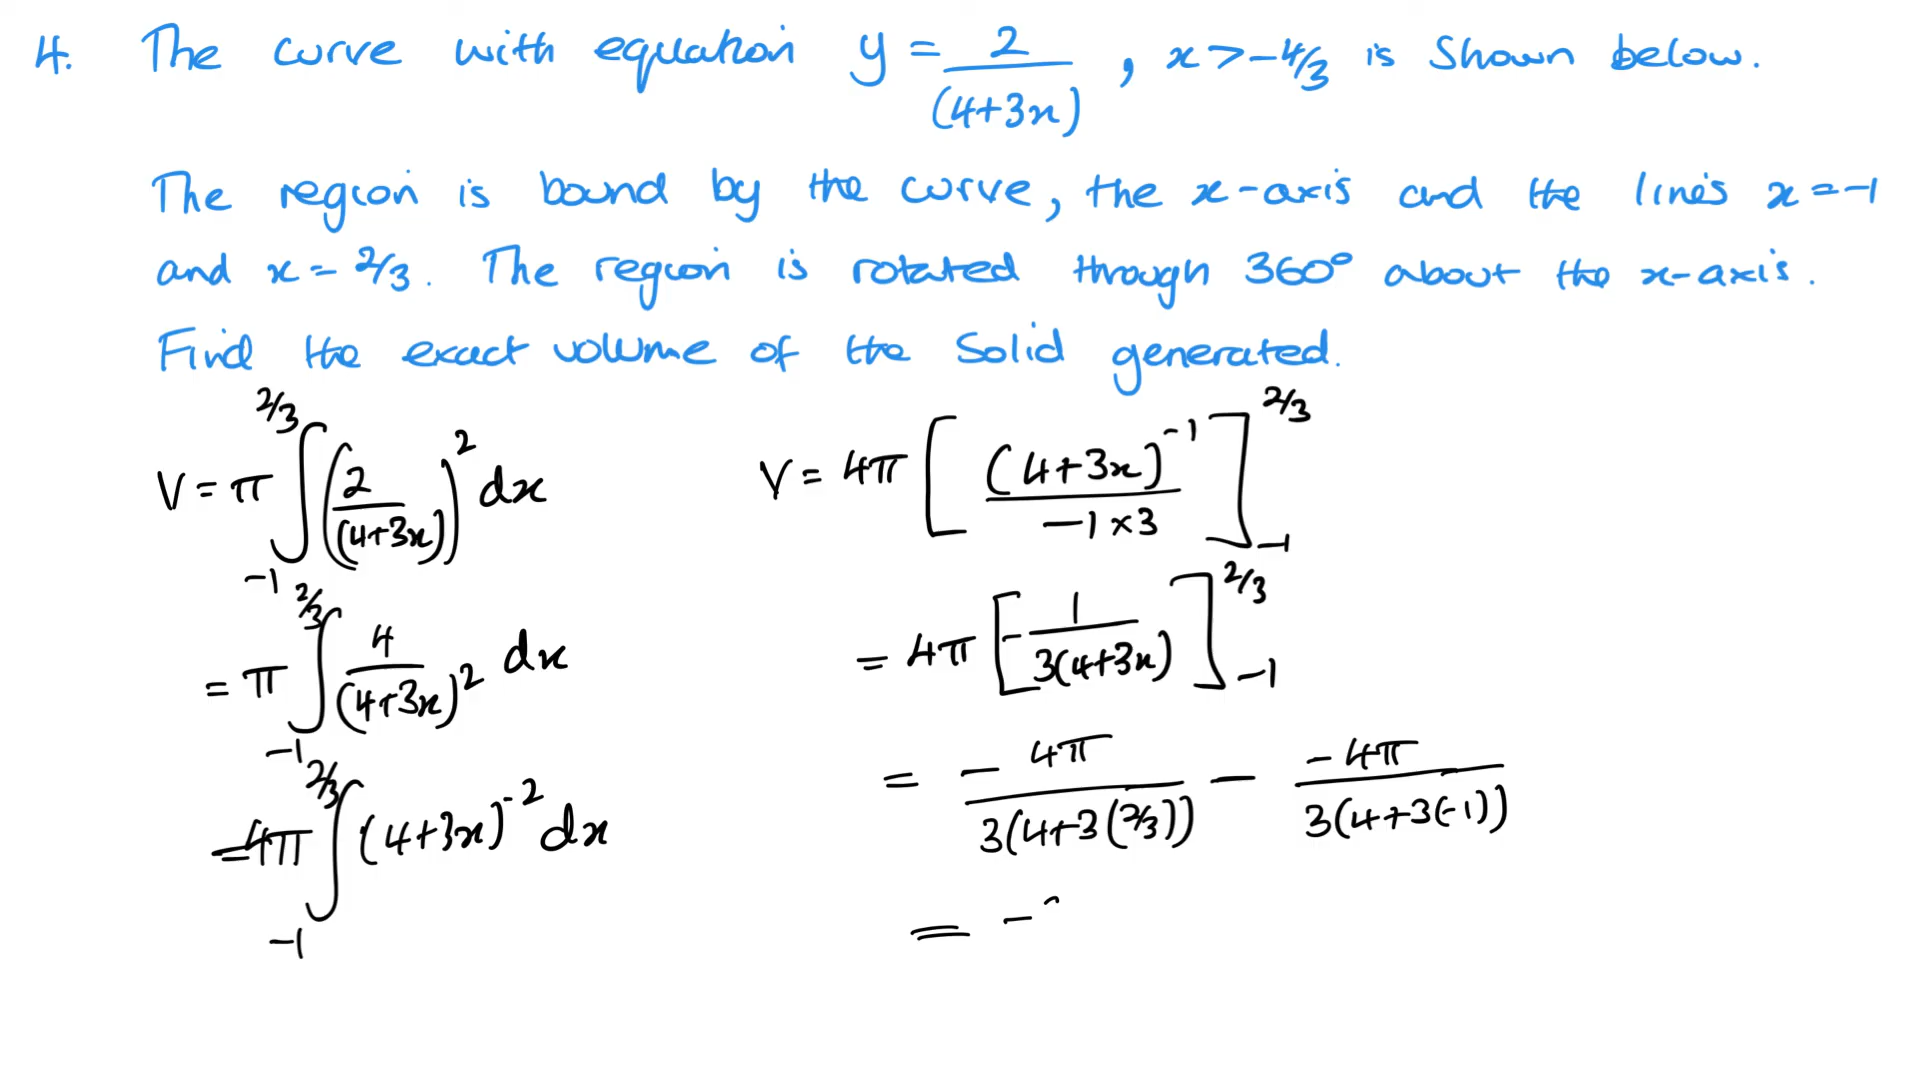 4. The curve with equation y = 2/(4+3x), x > -4/3 is shown below.
The region is bound by the curve, the x-axis and the lines x = -1
and x = 2/3. The region is rotated through 360° about the x-axis.
Find the exact volume of the solid generated.
V = π ∫_{-1}^{2/3} (2/(4+3x))^2 dx
= π ∫_{-1}^{2/3} 4/(4+3x)^2 dx
= 4π ∫_{-1}^{2/3} (4+3x)^{-2} dx
V = 4π [(4+3x)^{-1}/(-1×3)]_{-1}^{2/3}
= 4π [-1/(3(4+3x))]_{-1}^{2/3}
= -4π/(3(4+3(2/3))) - -4π/(3(4+3(-1)))
= -